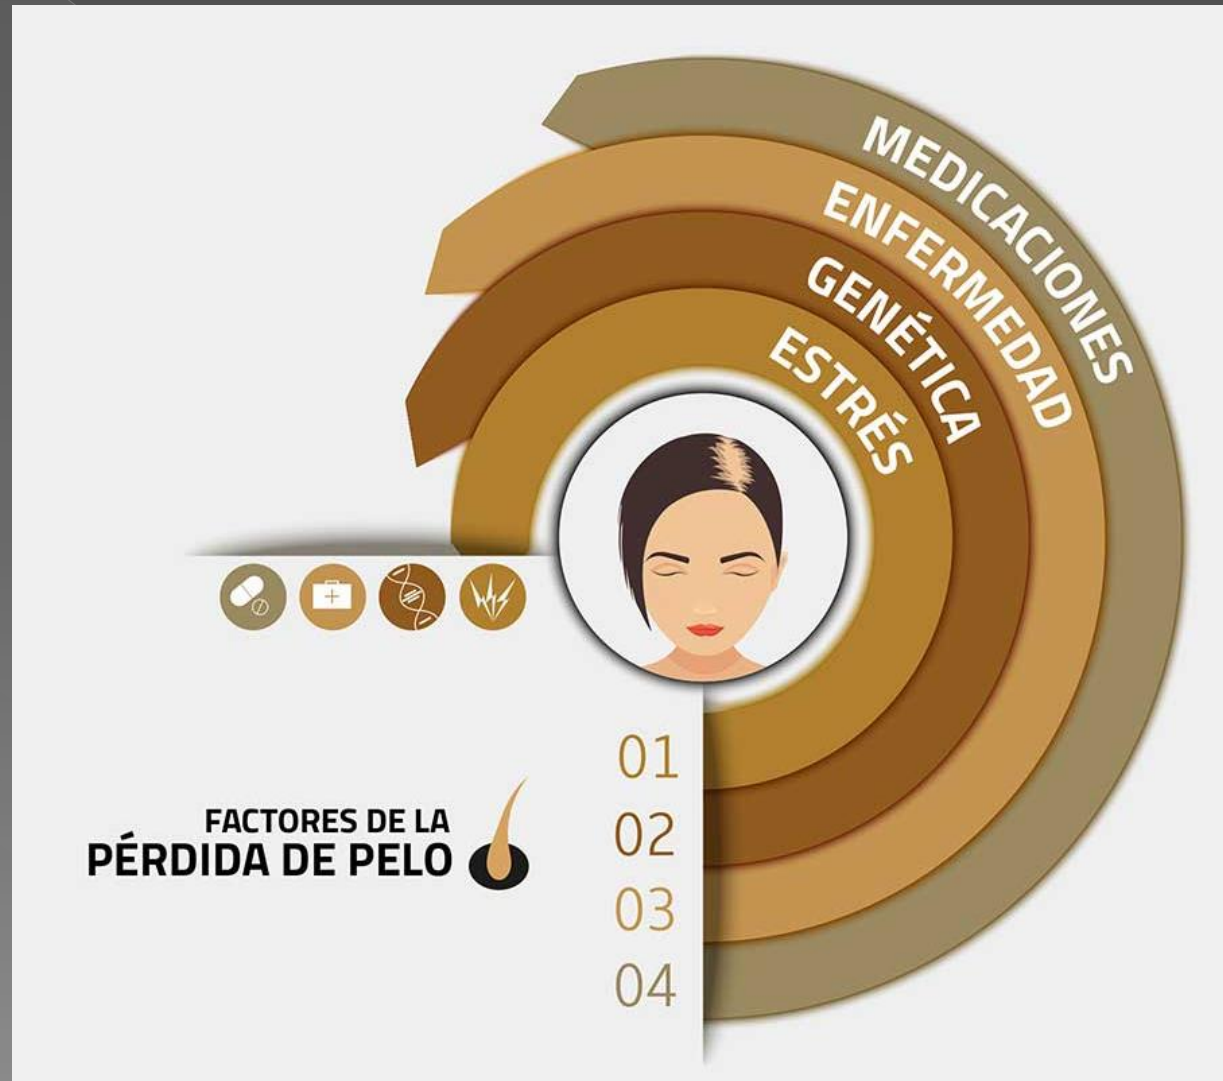 MEDICACIONES
ENFERMEDAD
GENÉTICA
ESTRÉS
01
02
03
04
FACTORES DE LA
PÉRDIDA DE PELO